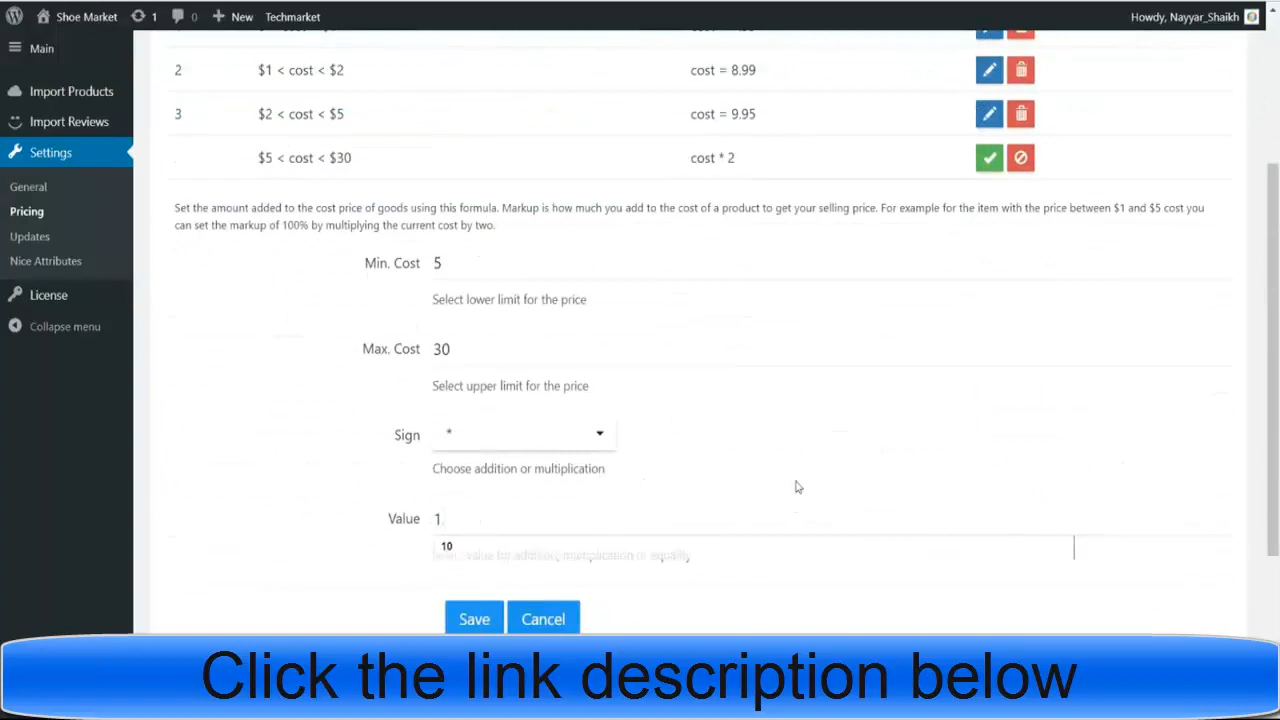 Shoe Market 1 0 New Techmarket Howdy, Nayyar_Shaikh
Main
2 $1 < cost < $2 cost = 8.99
Import Products
3 $2 < cost < $5 cost = 9.95
Import Reviews
Settings
$5 < cost < $30 cost * 2
General
Pricing
Updates
Nice Attributes
License
Collapse menu
Set the amount added to the cost price of goods using this formula. Markup is how much you add to the cost of a product to get your selling price. For example for the item with the price between $1 and $5 cost you
can set the markup of 100% by multiplying the current cost by two.
Min. Cost 5
Select lower limit for the price
Max. Cost 30
Select upper limit for the price
Sign *
Choose addition or multiplication
Value 1.
10
value for addition, multiplication or equality
Save Cancel
Click the link description below